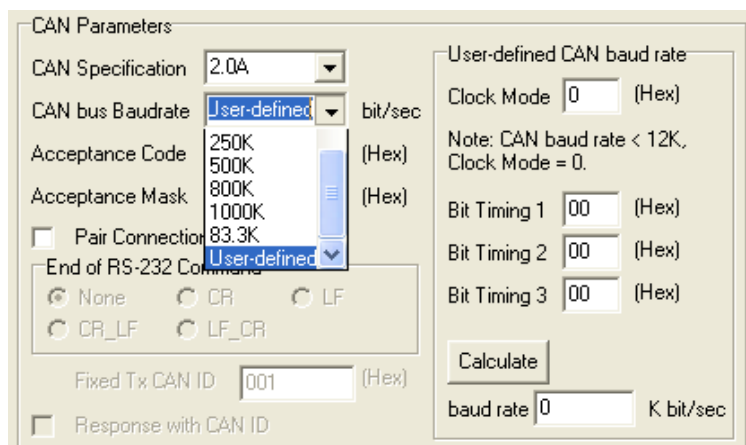 CAN Parameters
CAN Specification 2.0A
CAN bus Baudrate User-defined bit/sec
250K
500K
800K
1000K
83.3K
User-defined
Acceptance Code (Hex)
Acceptance Mask (Hex)
Pair Connection
End of RS-232 Command
None CR LF
CR_LF LF_CR
Fixed Tx CAN ID 001 (Hex)
Response with CAN ID
User-defined CAN baud rate
Clock Mode 0 (Hex)
Note: CAN baud rate < 12K,
Clock Mode = 0.
Bit Timing 1 00 (Hex)
Bit Timing 2 00 (Hex)
Bit Timing 3 00 (Hex)
Calculate
baud rate 0 K bit/sec